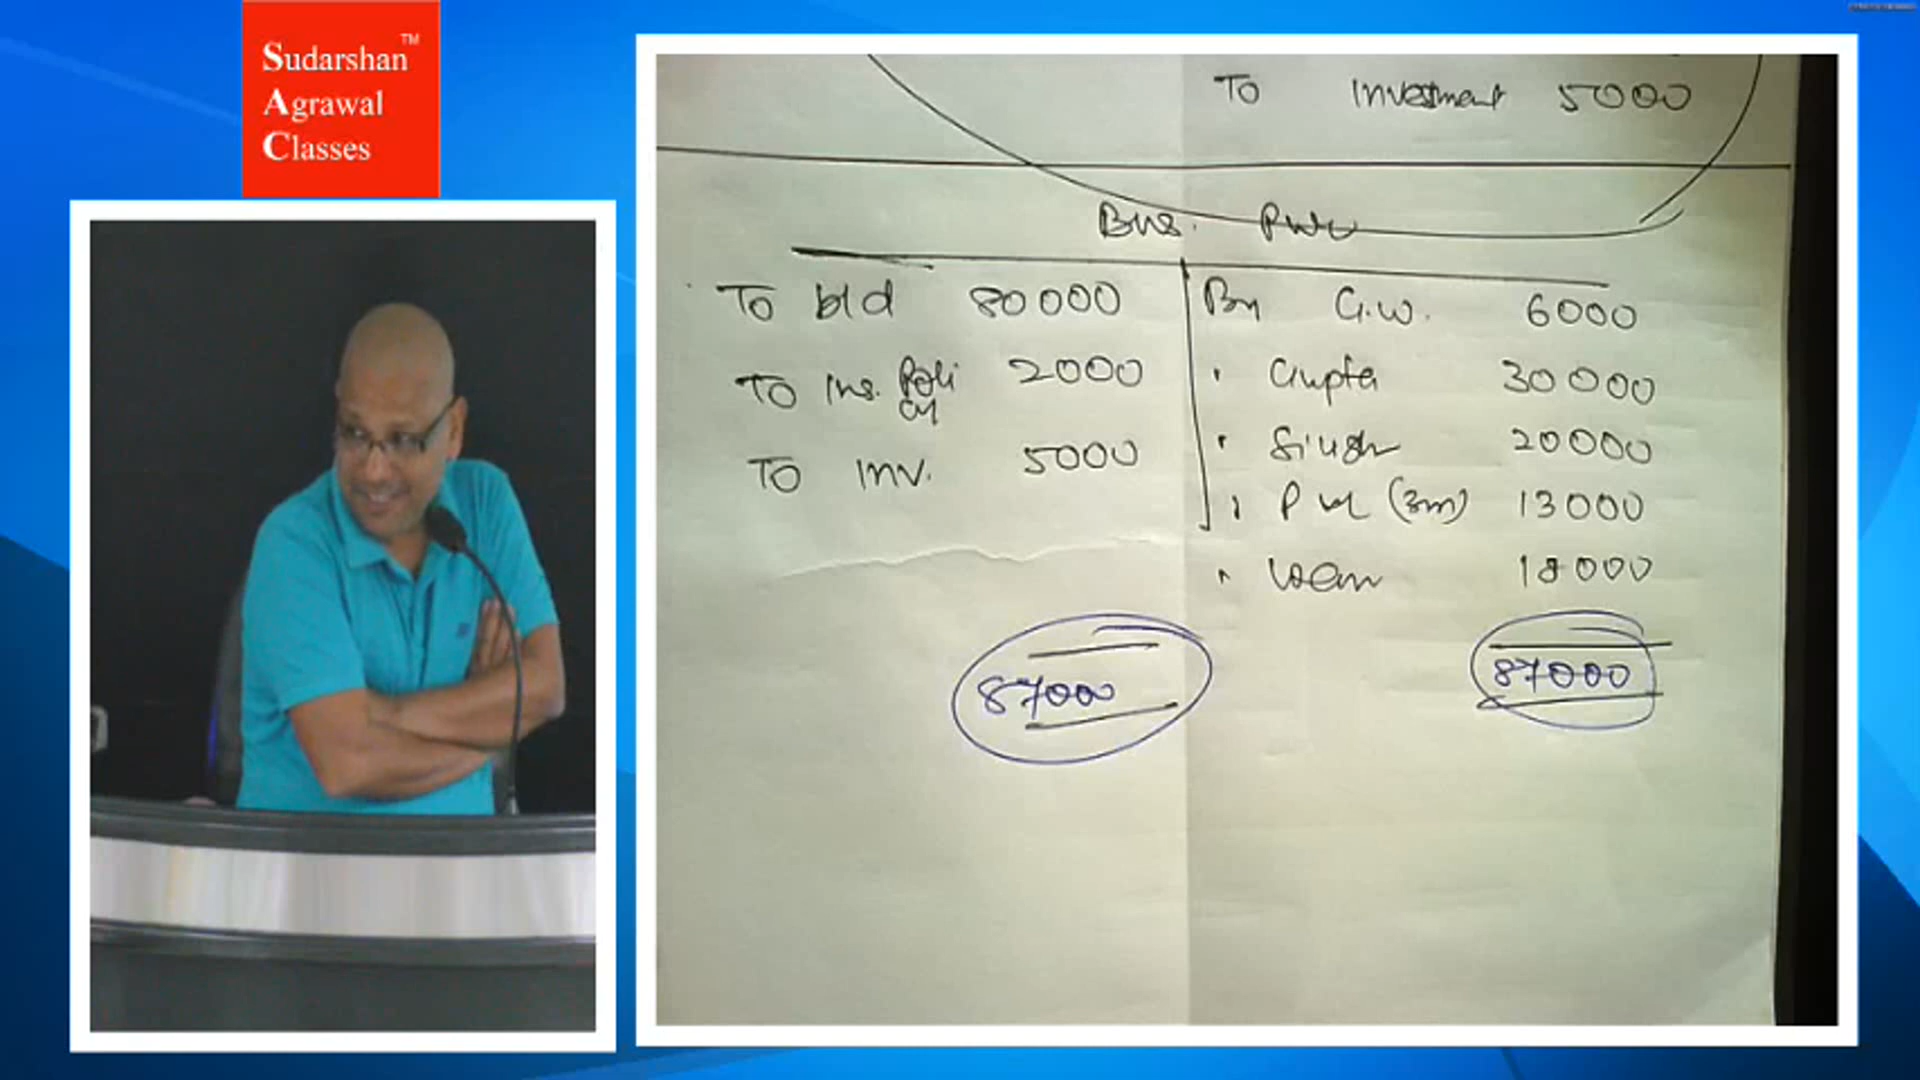 Sudarshan™
Agrawal
Classes
To Investment 5000
Bus. Pur
To bld 80000
To Ins. Poli
cy 2000
To Inv. 5000
By G.W. 6000
" Gupta 30000
" Singh 20000
" (3m) 13000
" Loan 18000
87000
87000